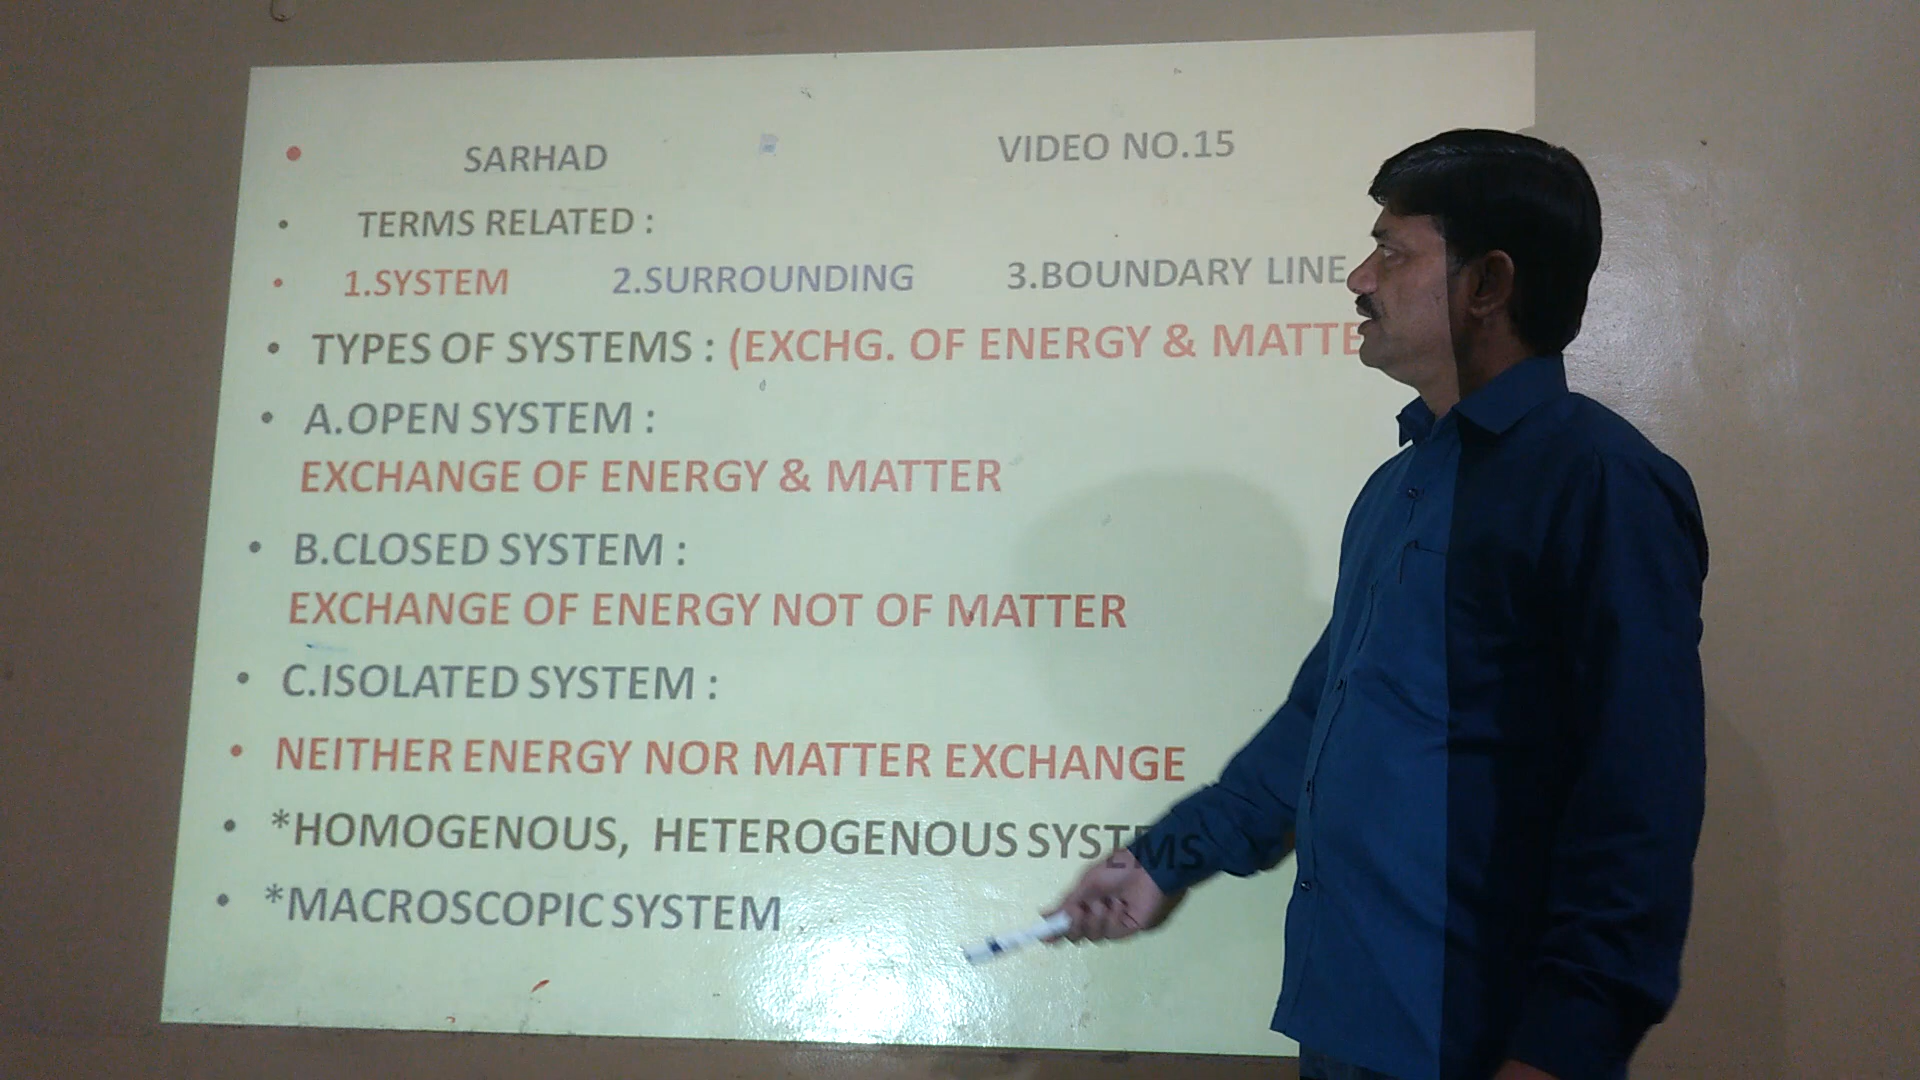 • SARHAD VIDEO NO.15
• TERMS RELATED :
• 1.SYSTEM 2.SURROUNDING 3.BOUNDARY LINE
• TYPES OF SYSTEMS : (EXCHG. OF ENERGY & MATTE
• A.OPEN SYSTEM :
EXCHANGE OF ENERGY & MATTER
• B.CLOSED SYSTEM :
EXCHANGE OF ENERGY NOT OF MATTER
• C.ISOLATED SYSTEM :
• NEITHER ENERGY NOR MATTER EXCHANGE
• *HOMOGENOUS, HETEROGENOUS SYSTEMS
• *MACROSCOPIC SYSTEM